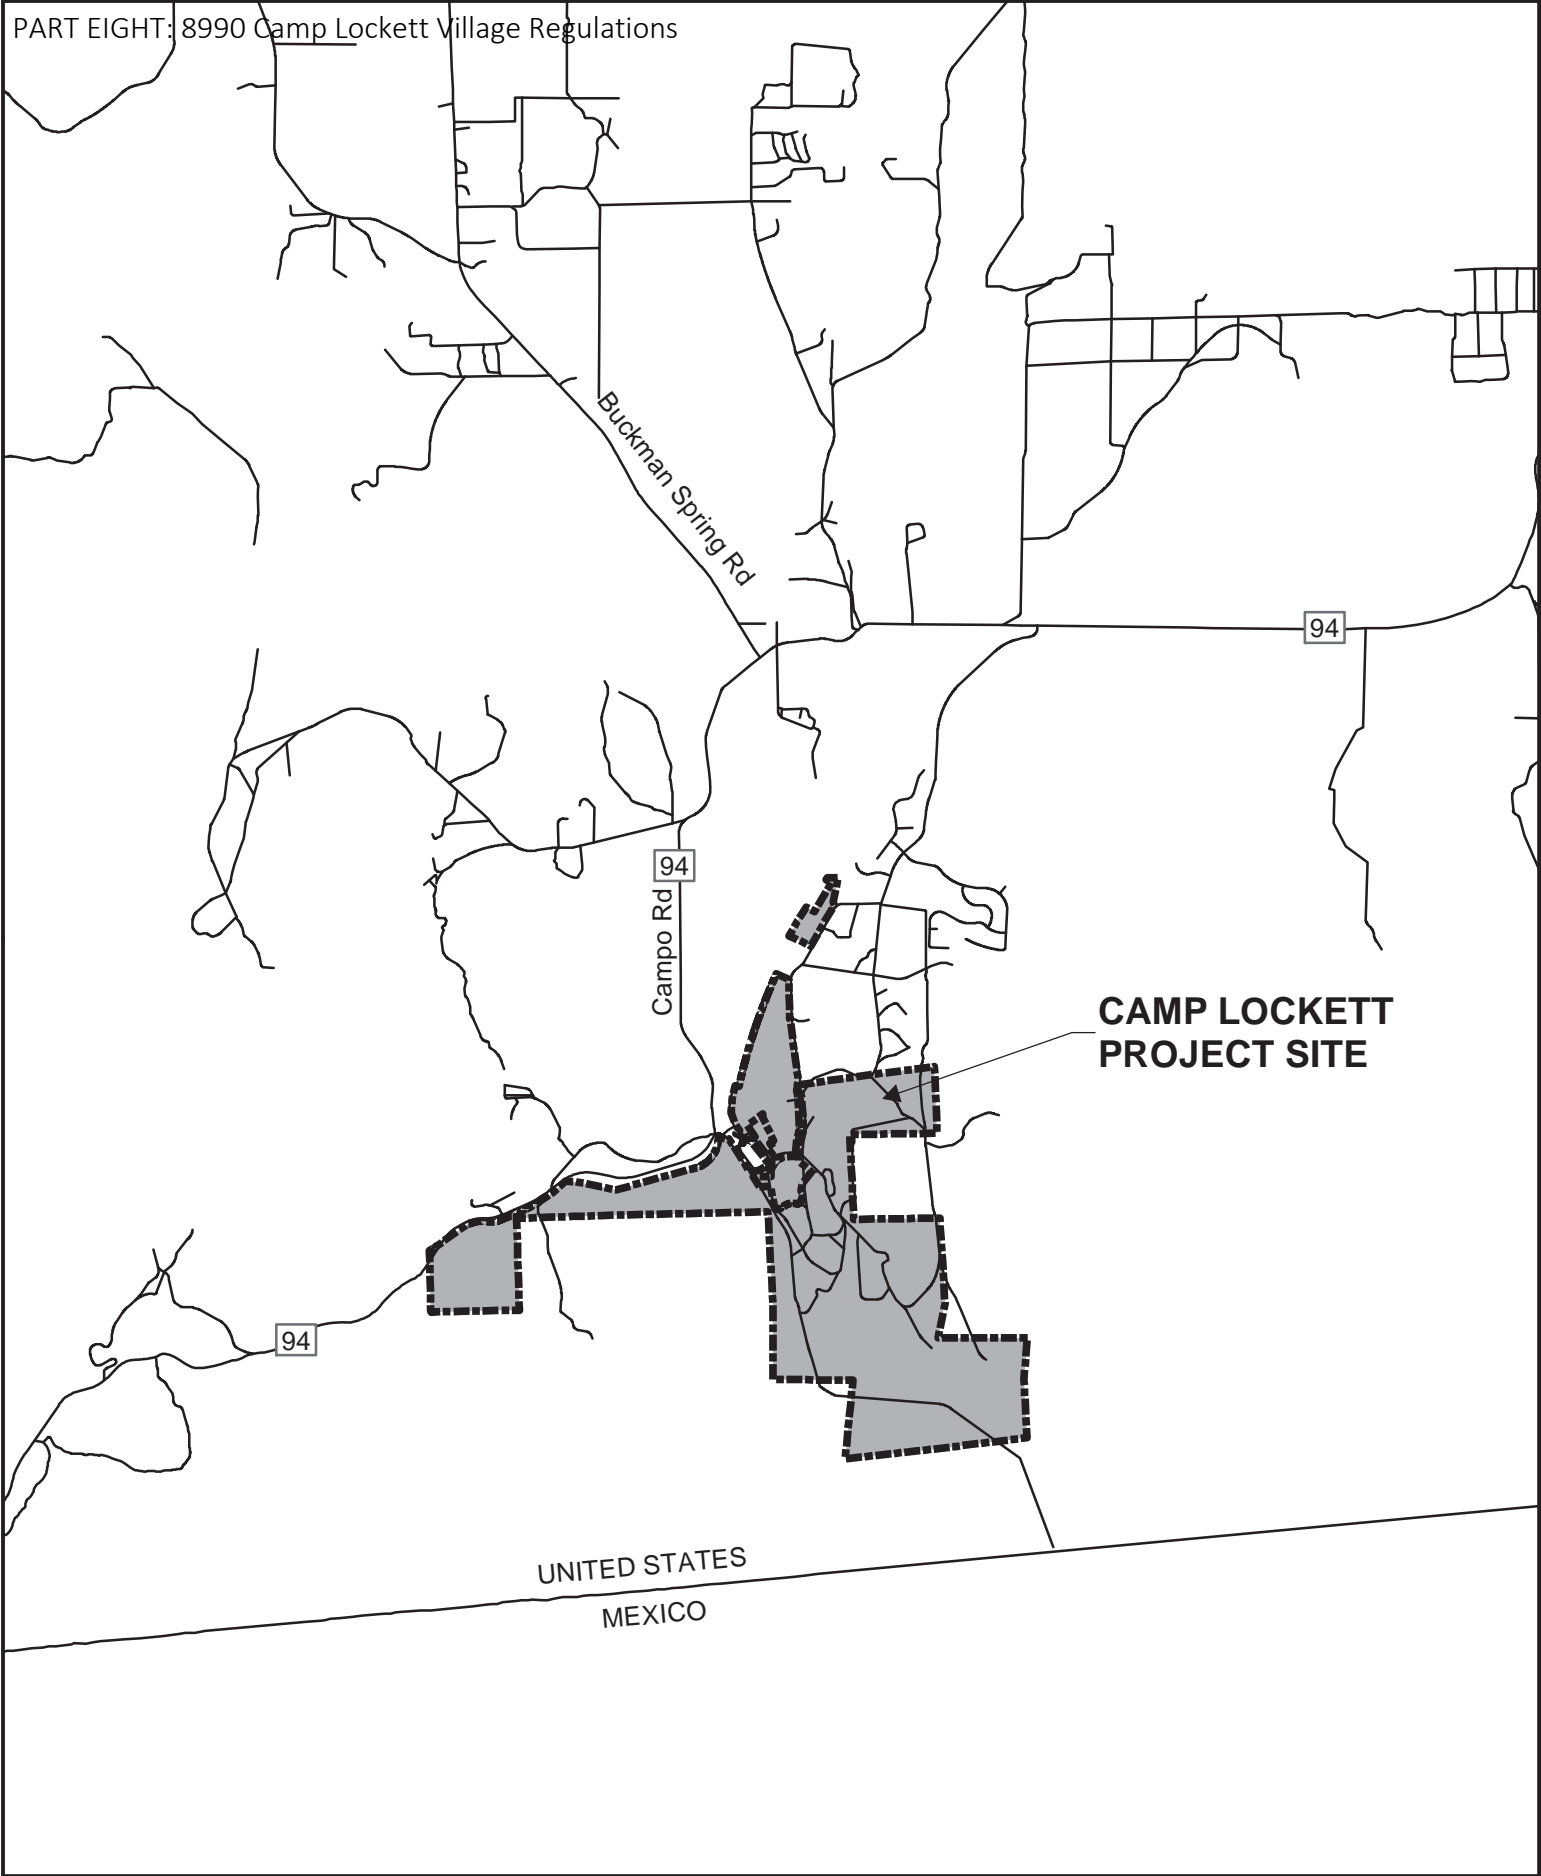 PART EIGHT: 8990 Camp Lockett Village Regulations
Buckman Spring Rd
94
94
Campo Rd
CAMP LOCKETT
PROJECT SITE
94
UNITED STATES
MEXICO